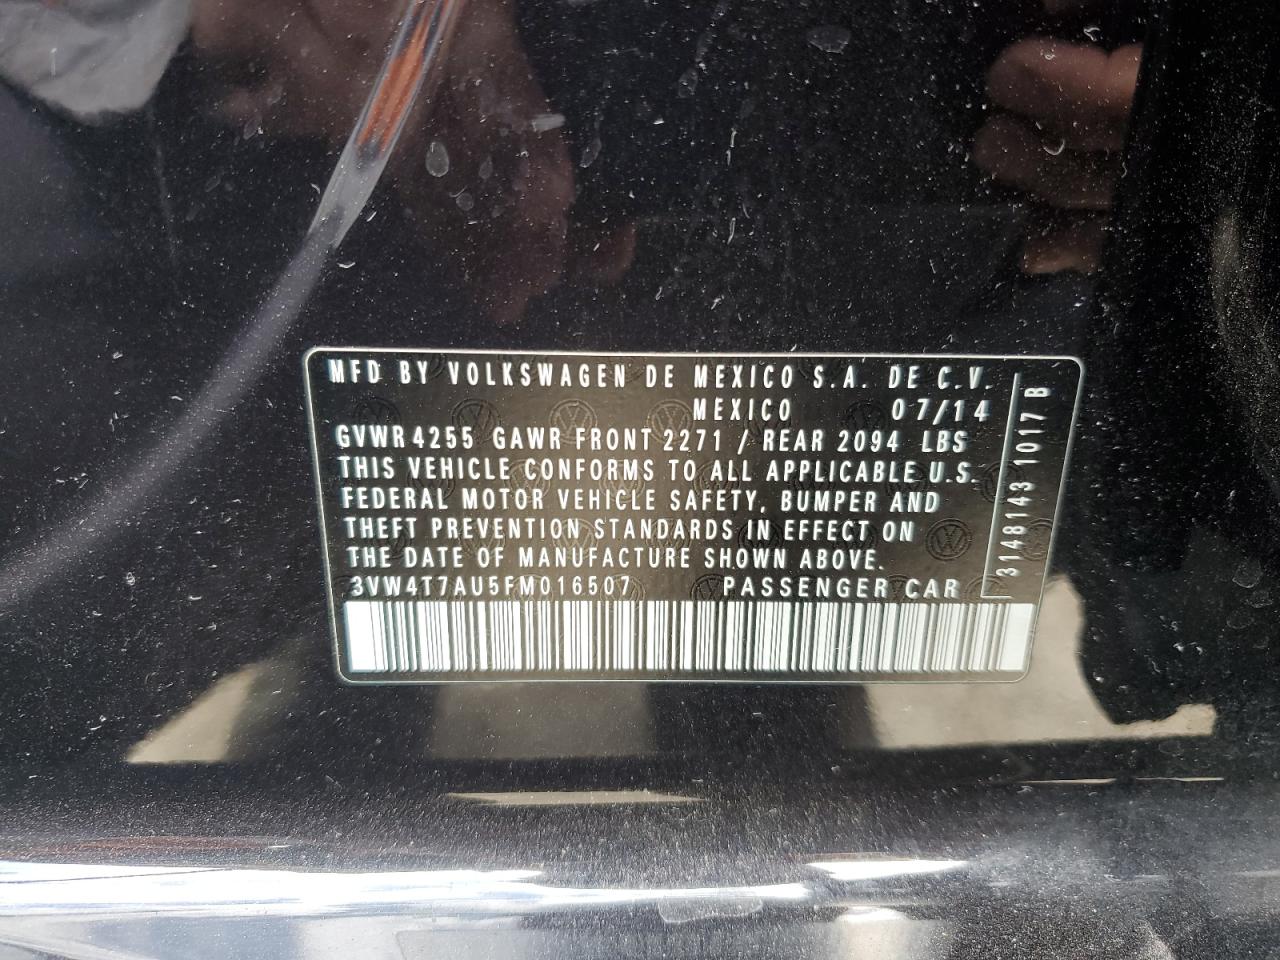 MFD BY VOLKSWAGEN DE MEXICO S.A. DE C.V.
MEXICO 07/14
GVWR 4255 GAWR FRONT 2271 / REAR 2094 LBS
THIS VEHICLE CONFORMS TO ALL APPLICABLE U.S.
FEDERAL MOTOR VEHICLE SAFETY, BUMPER AND
THEFT PREVENTION STANDARDS IN EFFECT ON
THE DATE OF MANUFACTURE SHOWN ABOVE.
3VW4T7AU5FM016507 PASSENGER CAR
3148143 1017 B